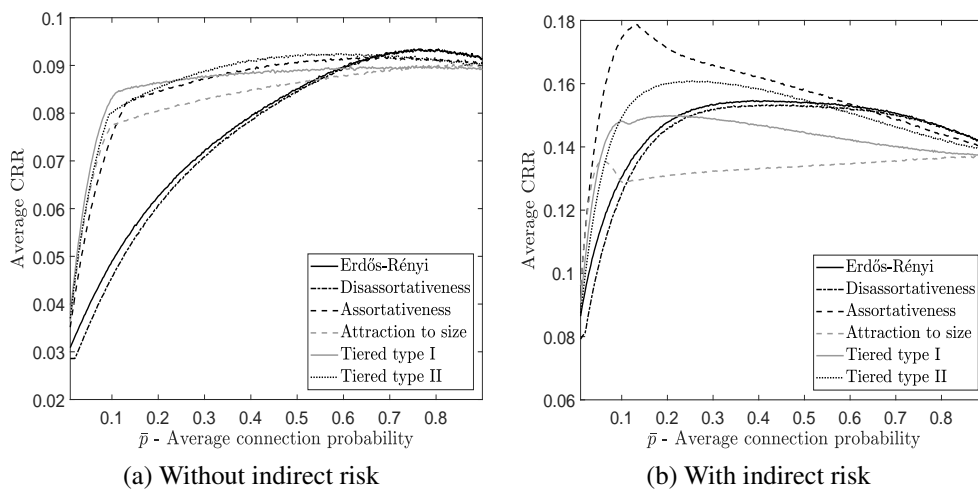 0.1
0.09
0.08
0.07
0.06
0.05
0.04
0.03
0.02
Average CRR
0.1 0.2 0.3 0.4 0.5 0.6 0.7 0.8
p̄ - Average connection probability
Erdős-Rényi
Disassortativeness
Assortativeness
Attraction to size
Tiered type I
Tiered type II
(a) Without indirect risk
0.18
0.16
0.14
0.12
0.1
0.08
0.06
Average CRR
0.1 0.2 0.3 0.4 0.5 0.6 0.7 0.8
p̄ - Average connection probability
Erdős-Rényi
Disassortativeness
Assortativeness
Attraction to size
Tiered type I
Tiered type II
(b) With indirect risk